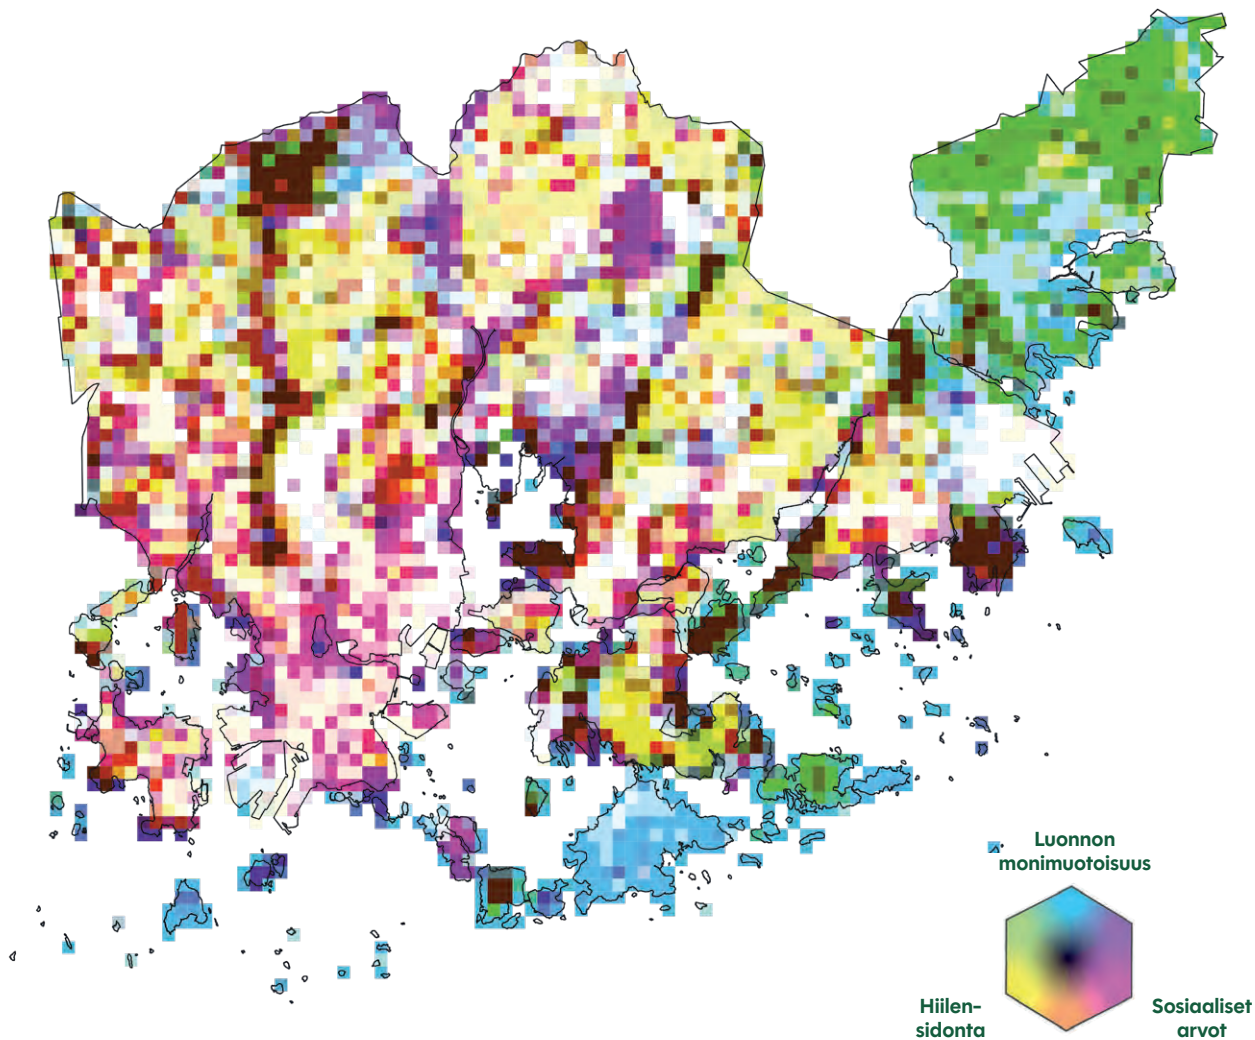 Luonnon
monimuotoisuus
Hiilen-
sidonta
Sosiaaliset
arvot